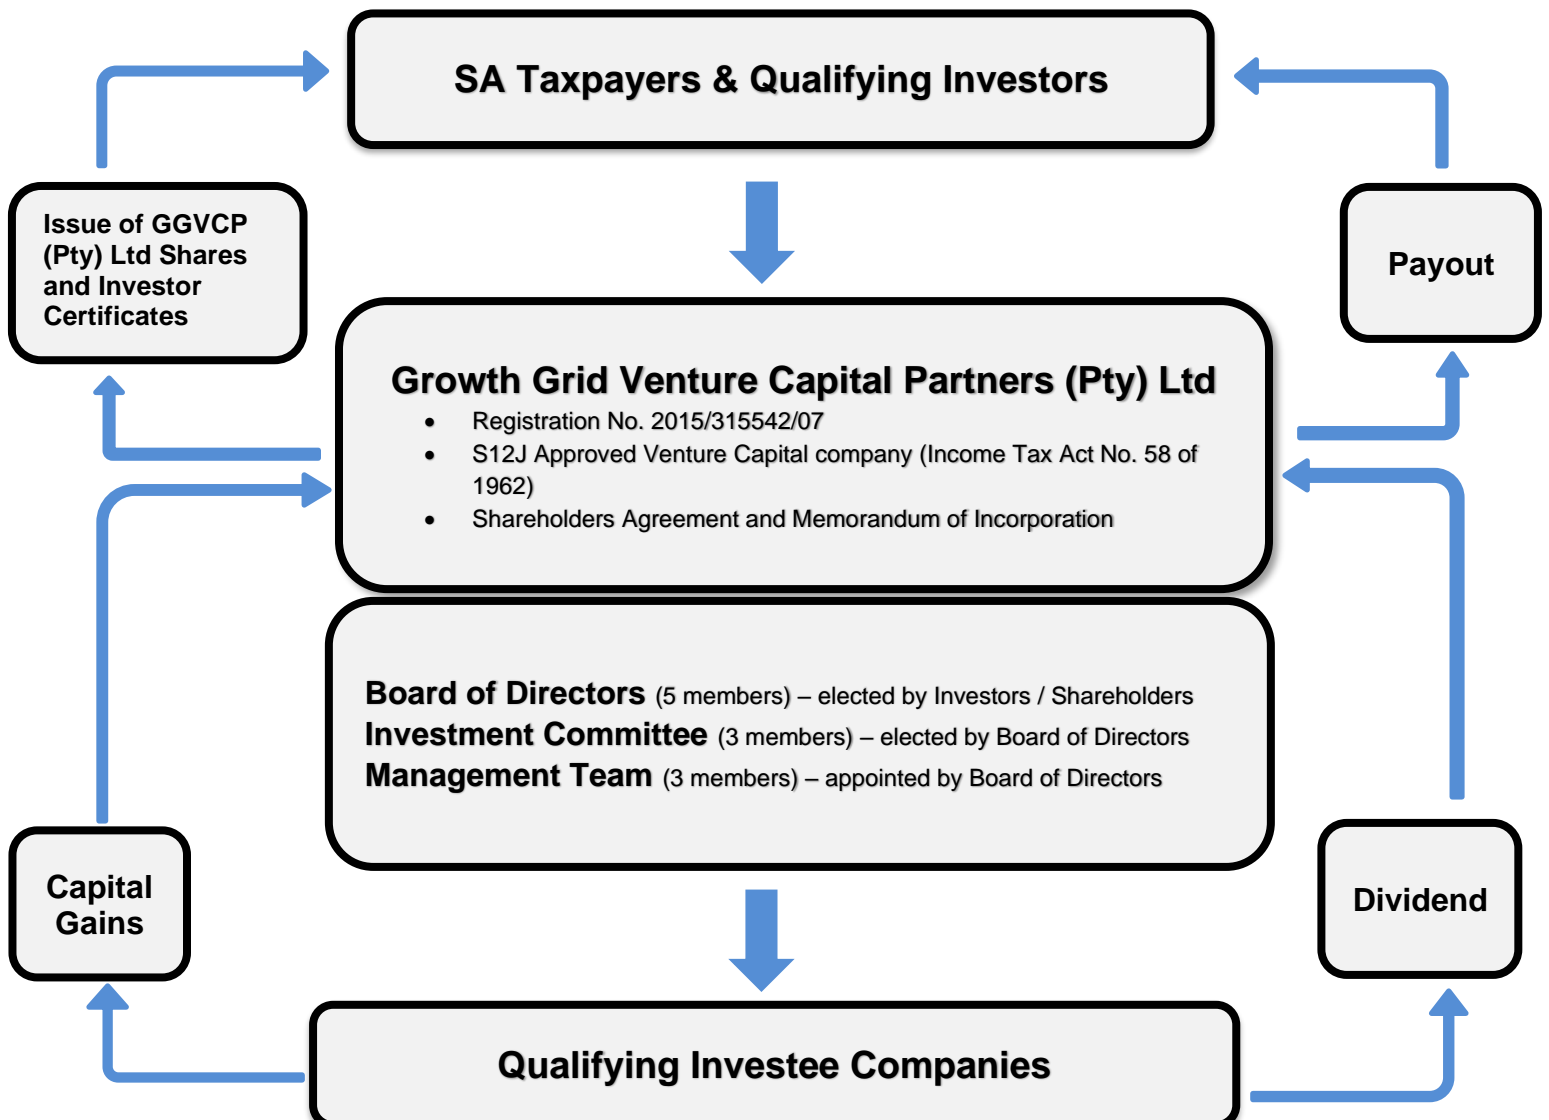 SA Taxpayers & Qualifying Investors
Issue of GGVCP
(Pty) Ltd Shares
and Investor
Certificates
Payout
Growth Grid Venture Capital Partners (Pty) Ltd
• Registration No. 2015/315542/07
• S12J Approved Venture Capital company (Income Tax Act No. 58 of
1962)
• Shareholders Agreement and Memorandum of Incorporation
Board of Directors (5 members) – elected by Investors / Shareholders
Investment Committee (3 members) – elected by Board of Directors
Management Team (3 members) – appointed by Board of Directors
Capital
Gains
Dividend
Qualifying Investee Companies